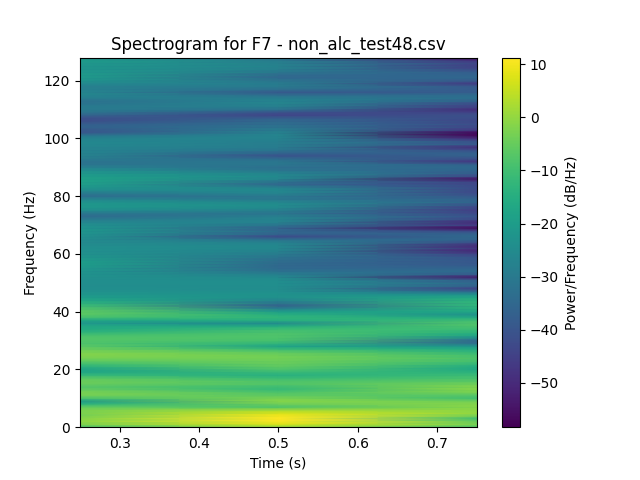 Spectrogram for F7 - non_alc_test48.csv
120
100
80
60
40
20
0
Frequency (Hz)
0.3 0.4 0.5 0.6 0.7
Time (s)
10
0
−10
−20
−30
−40
−50
Power/Frequency (dB/Hz)